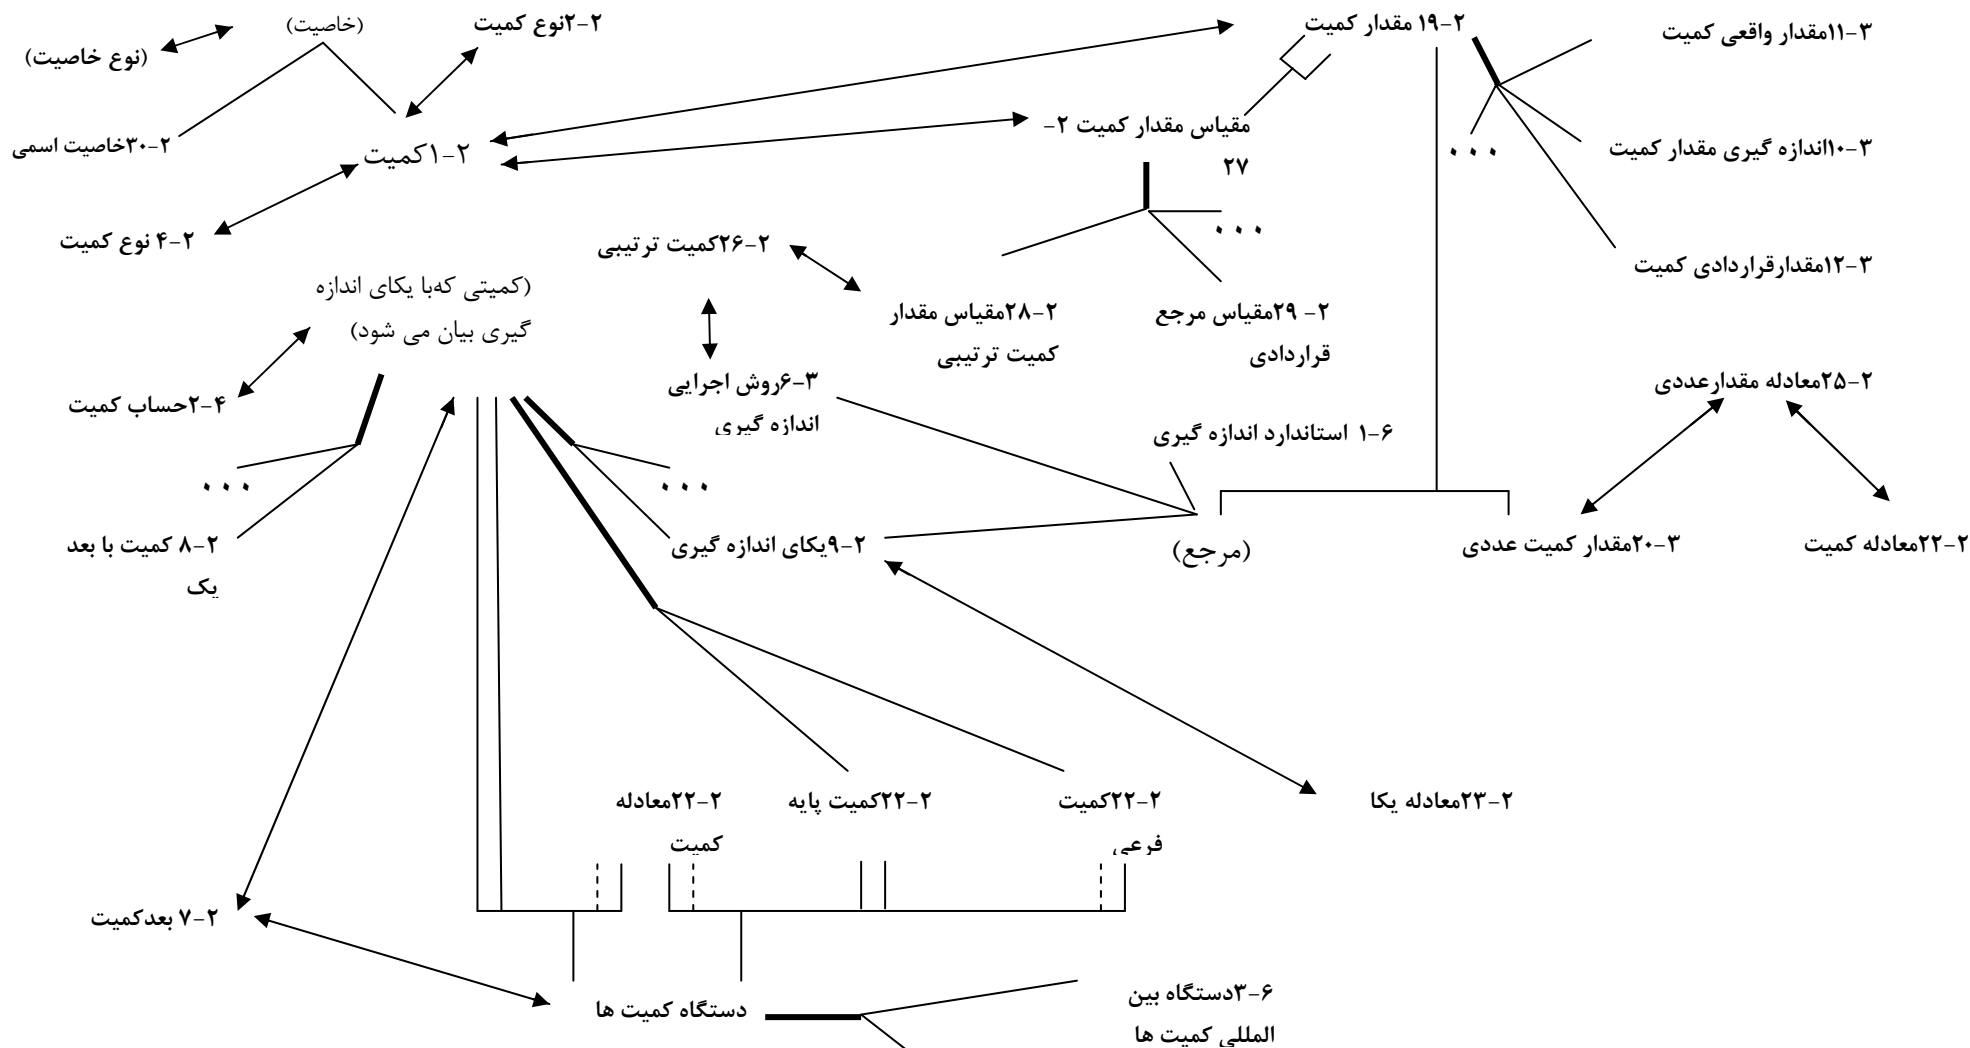 ۲-۱۹ مقدار کمیت
۲-۲نوع کمیت
(خاصیت)
۳-۱۱مقدار واقعی کمیت
(نوع خاصیت)
مقیاس مقدار کمیت ۲-
۲۷
۳-۱۰اندازه گیری مقدار کمیت
. . .
۲-۱کمیت
۲-۳۰خاصیت اسمی
۲-۴ نوع کمیت
۲-۲۶کمیت ترتیبی
. . .
۳-۱۲مقدارقراردادی کمیت
(کمیتی که‌با یکای اندازه
گیری بیان می شود)
۲-۲۸مقیاس مقدار
کمیت ترتیبی
۲- ۲۹مقیاس مرجع
قراردادی
۳-۶روش اجرایی
اندازه گیری
۲-۲۵معادله مقدارعددی
۴-۲حساب کمیت
۶-۱ استاندارد اندازه گیری
. . .
. . .
۲-۸ کمیت با بعد
یک
۲-۹یکای اندازه گیری
(مرجع)
۳-۲۰مقدار کمیت عددی
۲-۲۲معادله کمیت
۲-۲۲معادله
کمیت
۲-۲۲کمیت پایه
۲-۲۲کمیت
فرعی
۲-۲۳معادله یکا
۲-۷ بعدکمیت
دستگاه کمیت ها
۶-۳دستگاه بین
المللی کمیت ها